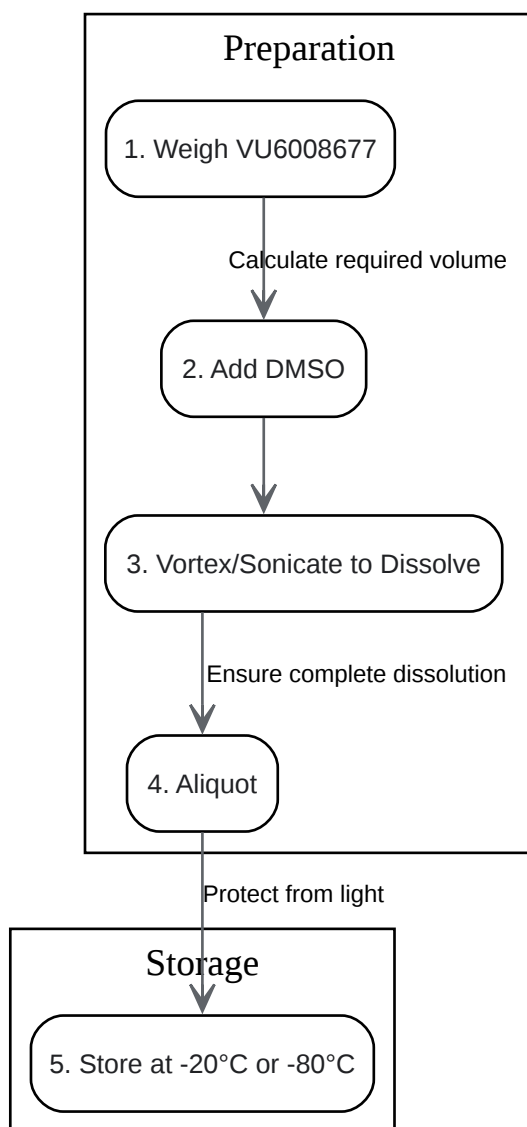 Preparation
1. Weigh VU6008677
Calculate required volume
2. Add DMSO
3. Vortex/Sonicate to Dissolve
Ensure complete dissolution
4. Aliquot
Protect from light
Storage
5. Store at -20°C or -80°C